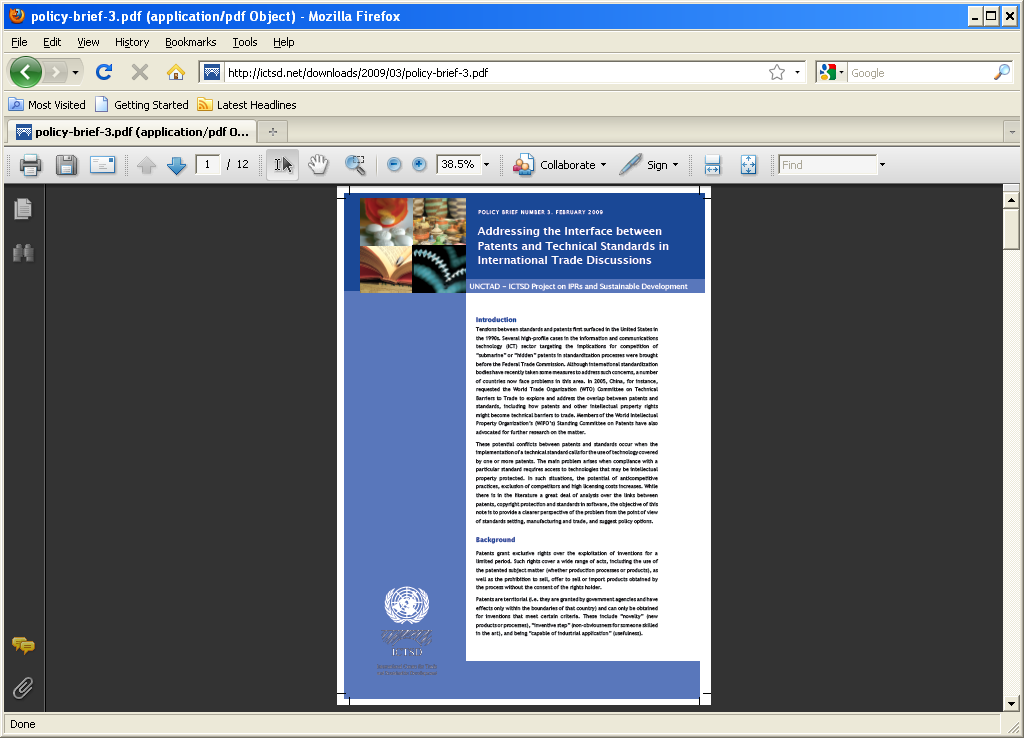 policy-brief-3.pdf (application/pdf Object) - Mozilla Firefox
File Edit View History Bookmarks Tools Help
http://ictsd.net/downloads/2009/03/policy-brief-3.pdf
Google
Most Visited Getting Started Latest Headlines
policy-brief-3.pdf (application/pdf O...
1 / 12
38.5%
Collaborate
Sign
Find
POLICY BRIEF NUMBER 3. FEBRUARY 2009
Addressing the Interface between
Patents and Technical Standards in
International Trade Discussions
UNCTAD - ICTSD Project on IPRs and Sustainable Development
Introduction
Tensions between standards and patents first surfaced in the United States in
the 1990s. Several high-profile cases in the information and communications
technology (ICT) sector targeting the implications for competition of
"submarine" or "hidden" patents in standardization processes were brought
before the Federal Trade Commission. Although international standardization
bodies have recently taken some measures to address such concerns, a number
of countries now face problems in this area. In 2005, China, for instance,
requested the World Trade Organization (WTO) Committee on Technical
Barriers to Trade to explore and address the overlap between patents and
standards, including how patents and other intellectual property rights
might become technical barriers to trade. Members of the World Intellectual
Property Organization's (WIPO's) Standing Committee on Patents have also
advocated for further research on the matter.
These potential conflicts between patents and standards occur when the
implementation of a technical standard calls for the use of technology covered
by one or more patents. The main problem arises when compliance with a
particular standard requires access to technologies that may be intellectual
property protected. In such situations, the potential of anticompetitive
practices, exclusion of competitors and high licensing costs increases. While
there is in the literature a great deal of analysis over the links between
patents, copyright protection and standards in software, the objective of this
note is to provide a clearer perspective of the problem from the point of view
of standards setting, manufacturing and trade, and suggest policy options.
Background
Patents grant exclusive rights over the exploitation of inventions for a
limited period. Such rights cover a wide range of acts, including the use of
the patented subject matter (whether production processes or products), as
well as the prohibition to sell, offer to sell or import products obtained by
the process without the consent of the rights holder.
Patents are territorial (i.e. they are granted by government agencies and have
effects only within the boundaries of that country) and can only be obtained
for inventions that meet certain criteria. These include "novelty" (new
products or processes), "inventive step" (non-obviousness for someone skilled
in the art), and being "capable of industrial application" (usefulness).
ICTSD
Done